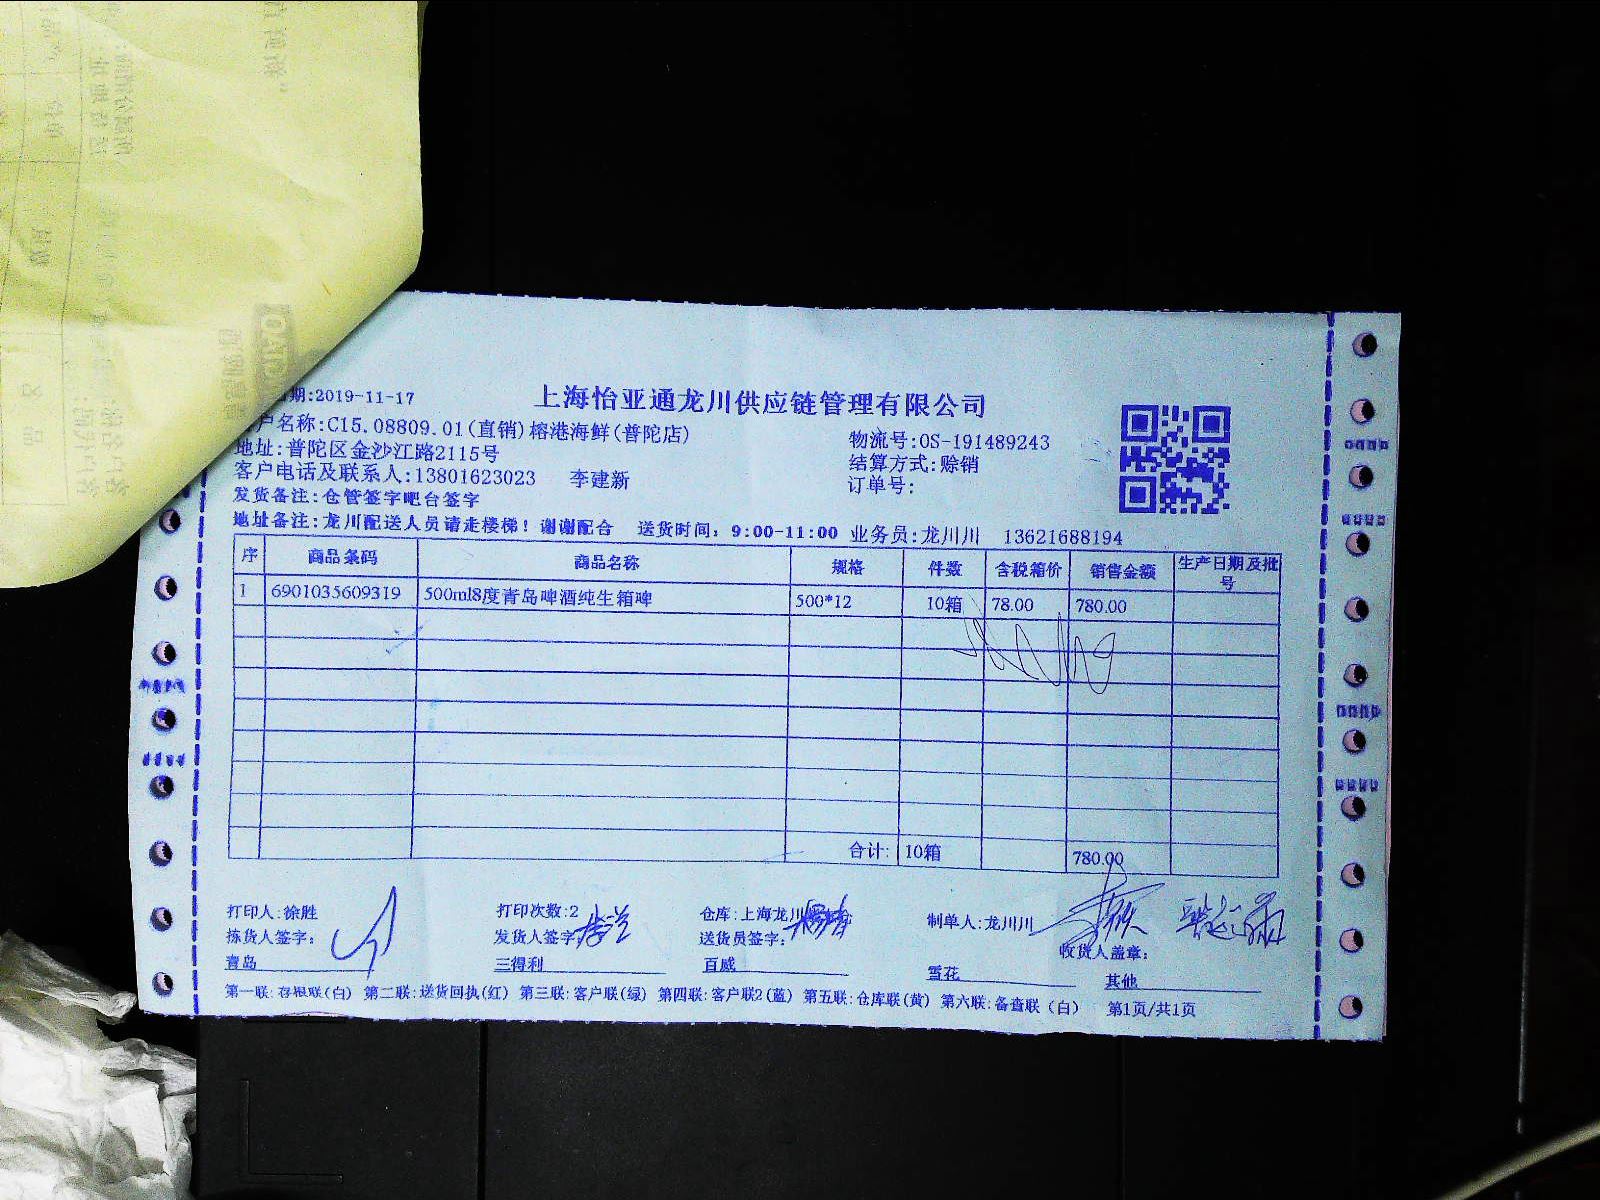 期:2019-11-17
上海怡亚通龙川供应链管理有限公司
户名称:C15.08809.01(直销)榕港海鲜(普陀店)
物流号:OS-191489243
地址:普陀区金沙江路2115号
结算方式:赊销
客户电话及联系人:13801623023 李建新
订单号:
发货备注:仓管签字吧台签字
地址备注:龙川配送人员请走楼梯!谢谢配合 送货时间:9:00-11:00 业务员:龙川川 13621688194
序 商品条码 商品名称 规格 件数 含税箱价 销售金额 生产日期及批号
1 6901035609319 500ml8度青岛啤酒纯生箱啤 500*12 10箱 78.00 780.00
合计: 10箱 780.00
打印人:徐胜 打印次数:2 仓库:上海龙川 制单人:龙川川
拣货人签字: 发货人签字: 送货员签字: 收货人盖章:
青岛 三得利 百威 雪花 其他
第一联:存根联(白) 第二联:送货回执(红) 第三联:客户联(绿) 第四联:客户联2(蓝) 第五联:仓库联(黄) 第六联:备查联(白) 第1页/共1页